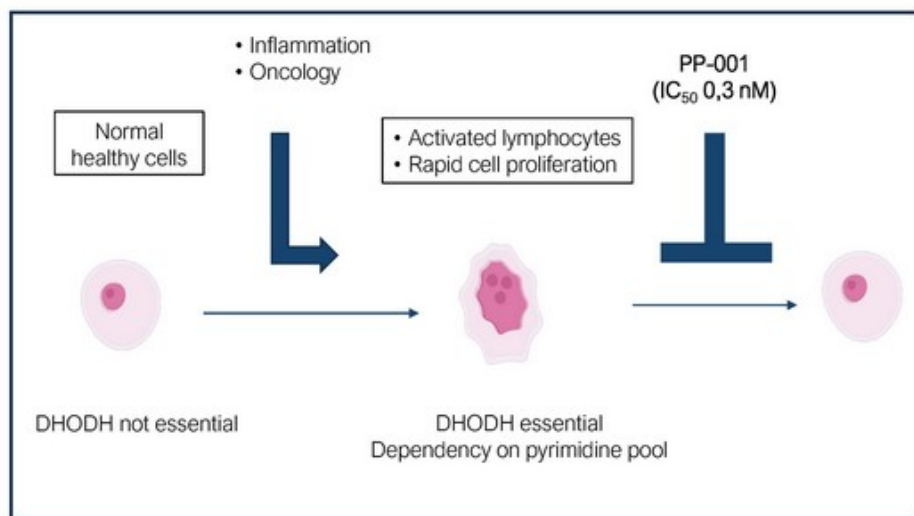 • Inflammation
• Oncology
PP-001
(IC₅₀ 0,3 nM)
Normal
healthy cells
• Activated lymphocytes
• Rapid cell proliferation
DHODH not essential
DHODH essential
Dependency on pyrimidine pool